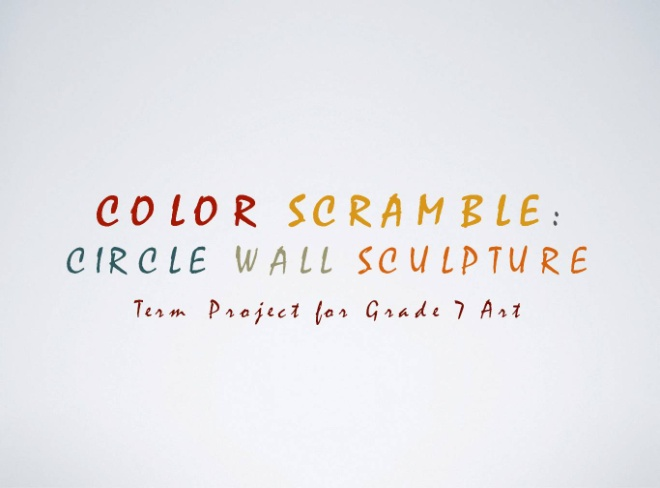 COLOR SCRAMBLE:
CIRCLE WALL SCULPTURE
Term Project for Grade 7 Art